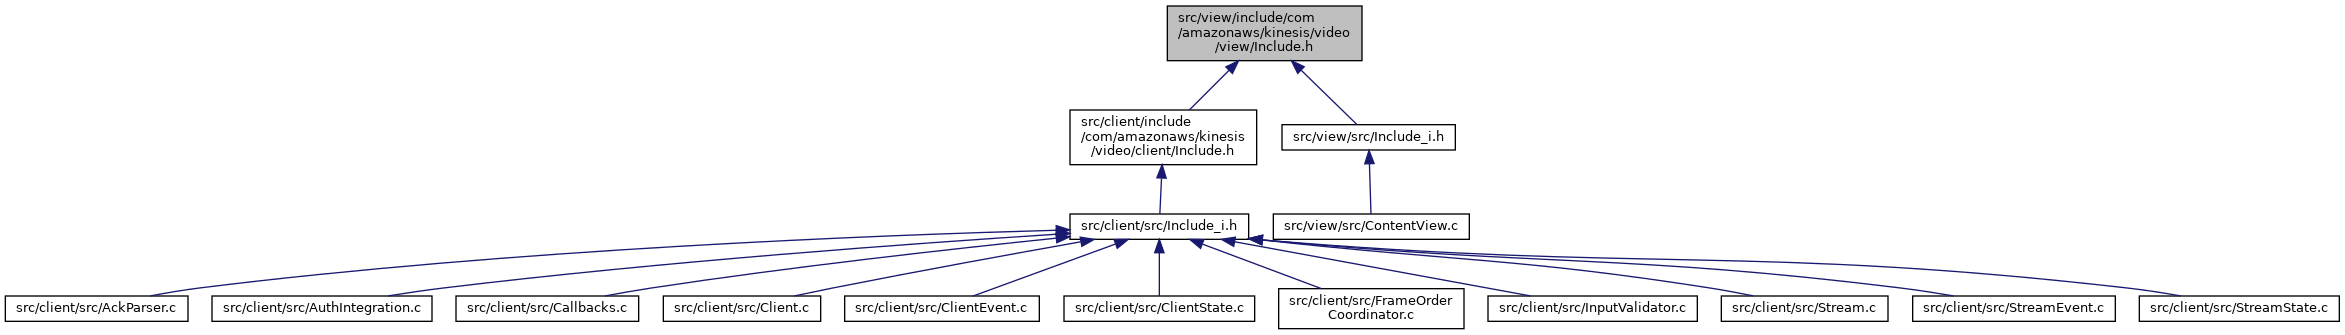 src/view/include/com
/amazonaws/kinesis/video
/view/Include.h
src/client/include
/com/amazonaws/kinesis
/video/client/Include.h
src/view/src/Include_i.h
src/client/src/Include_i.h
src/view/src/ContentView.c
src/client/src/AckParser.c
src/client/src/AuthIntegration.c
src/client/src/Callbacks.c
src/client/src/Client.c
src/client/src/ClientEvent.c
src/client/src/ClientState.c
src/client/src/FrameOrder
Coordinator.c
src/client/src/InputValidator.c
src/client/src/Stream.c
src/client/src/StreamEvent.c
src/client/src/StreamState.c